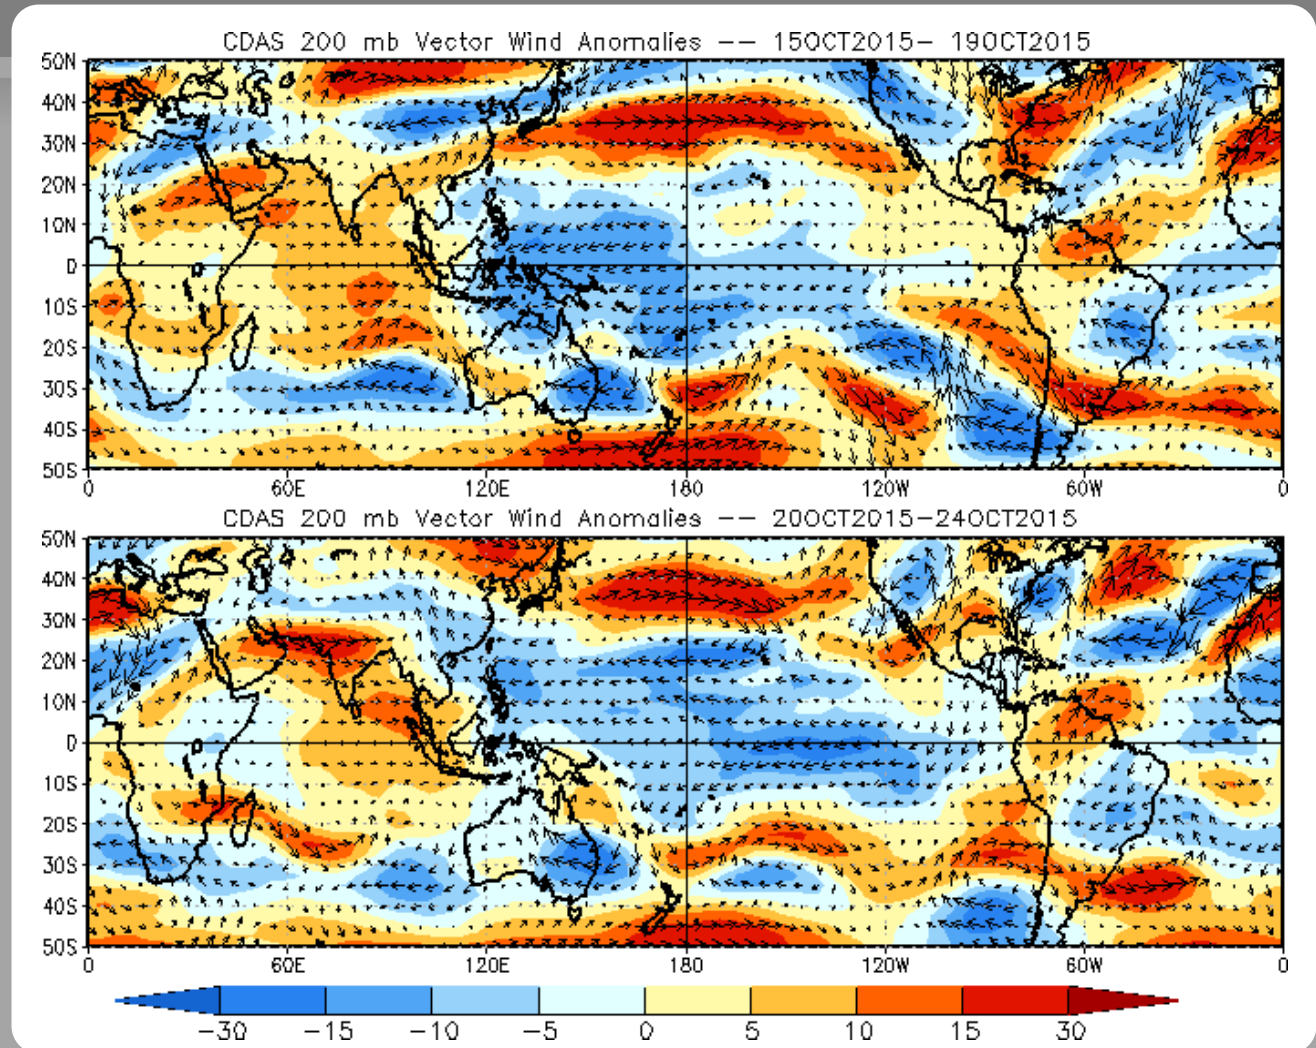 CDAS 200 mb Vector Wind Anomalies -- 15OCT2015- 19OCT2015
50N
40N
30N
20N
10N
0
10S
20S
30S
40S
50S
0 60E 120E 180 120W 60W 0
CDAS 200 mb Vector Wind Anomalies -- 20OCT2015-24OCT2015
50N
40N
30N
20N
10N
0
10S
20S
30S
40S
50S
0 60E 120E 180 120W 60W 0
-30 -15 -10 -5 0 5 10 15 30